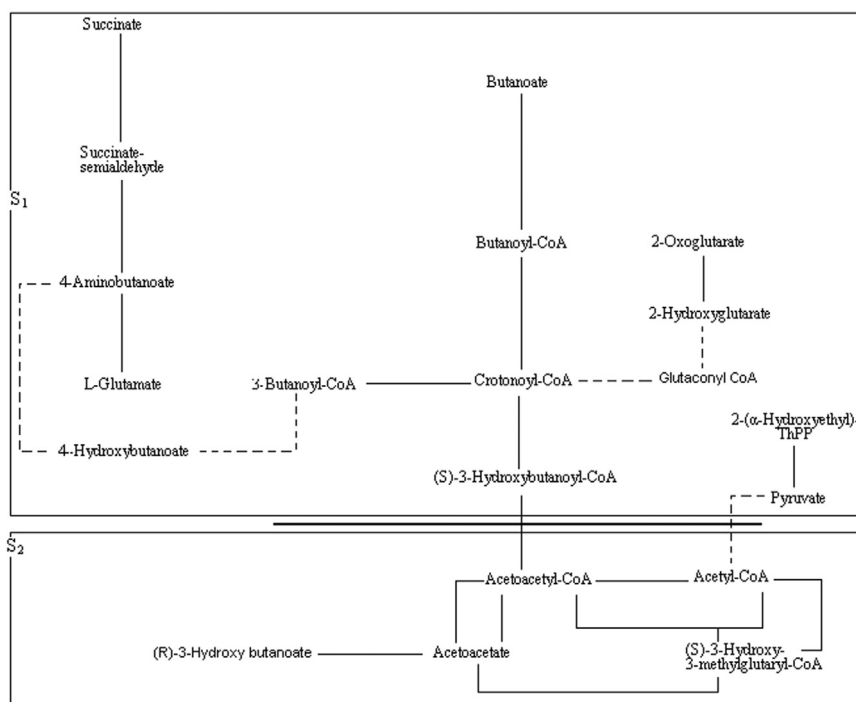 Succinate
Butanoate
Succinate-
semialdehyde
S1
Butanoyl-CoA
2-Oxoglutarate
4-Aminobutanoate
2-Hydroxyglutarate
L-Glutamate
3-Butanoyl-CoA
Crotonoyl-CoA
Glutaconyl CoA
2-(α-Hydroxyethyl)-
ThPP
4-Hydroxybutanoate
(S)-3-Hydroxybutanoyl-CoA
Pyruvate
S2
Acetoacetyl-CoA
Acetyl-CoA
(R)-3-Hydroxy butanoate
Acetoacetate
(S)-3-Hydroxy-
3-methylglutaryl-CoA